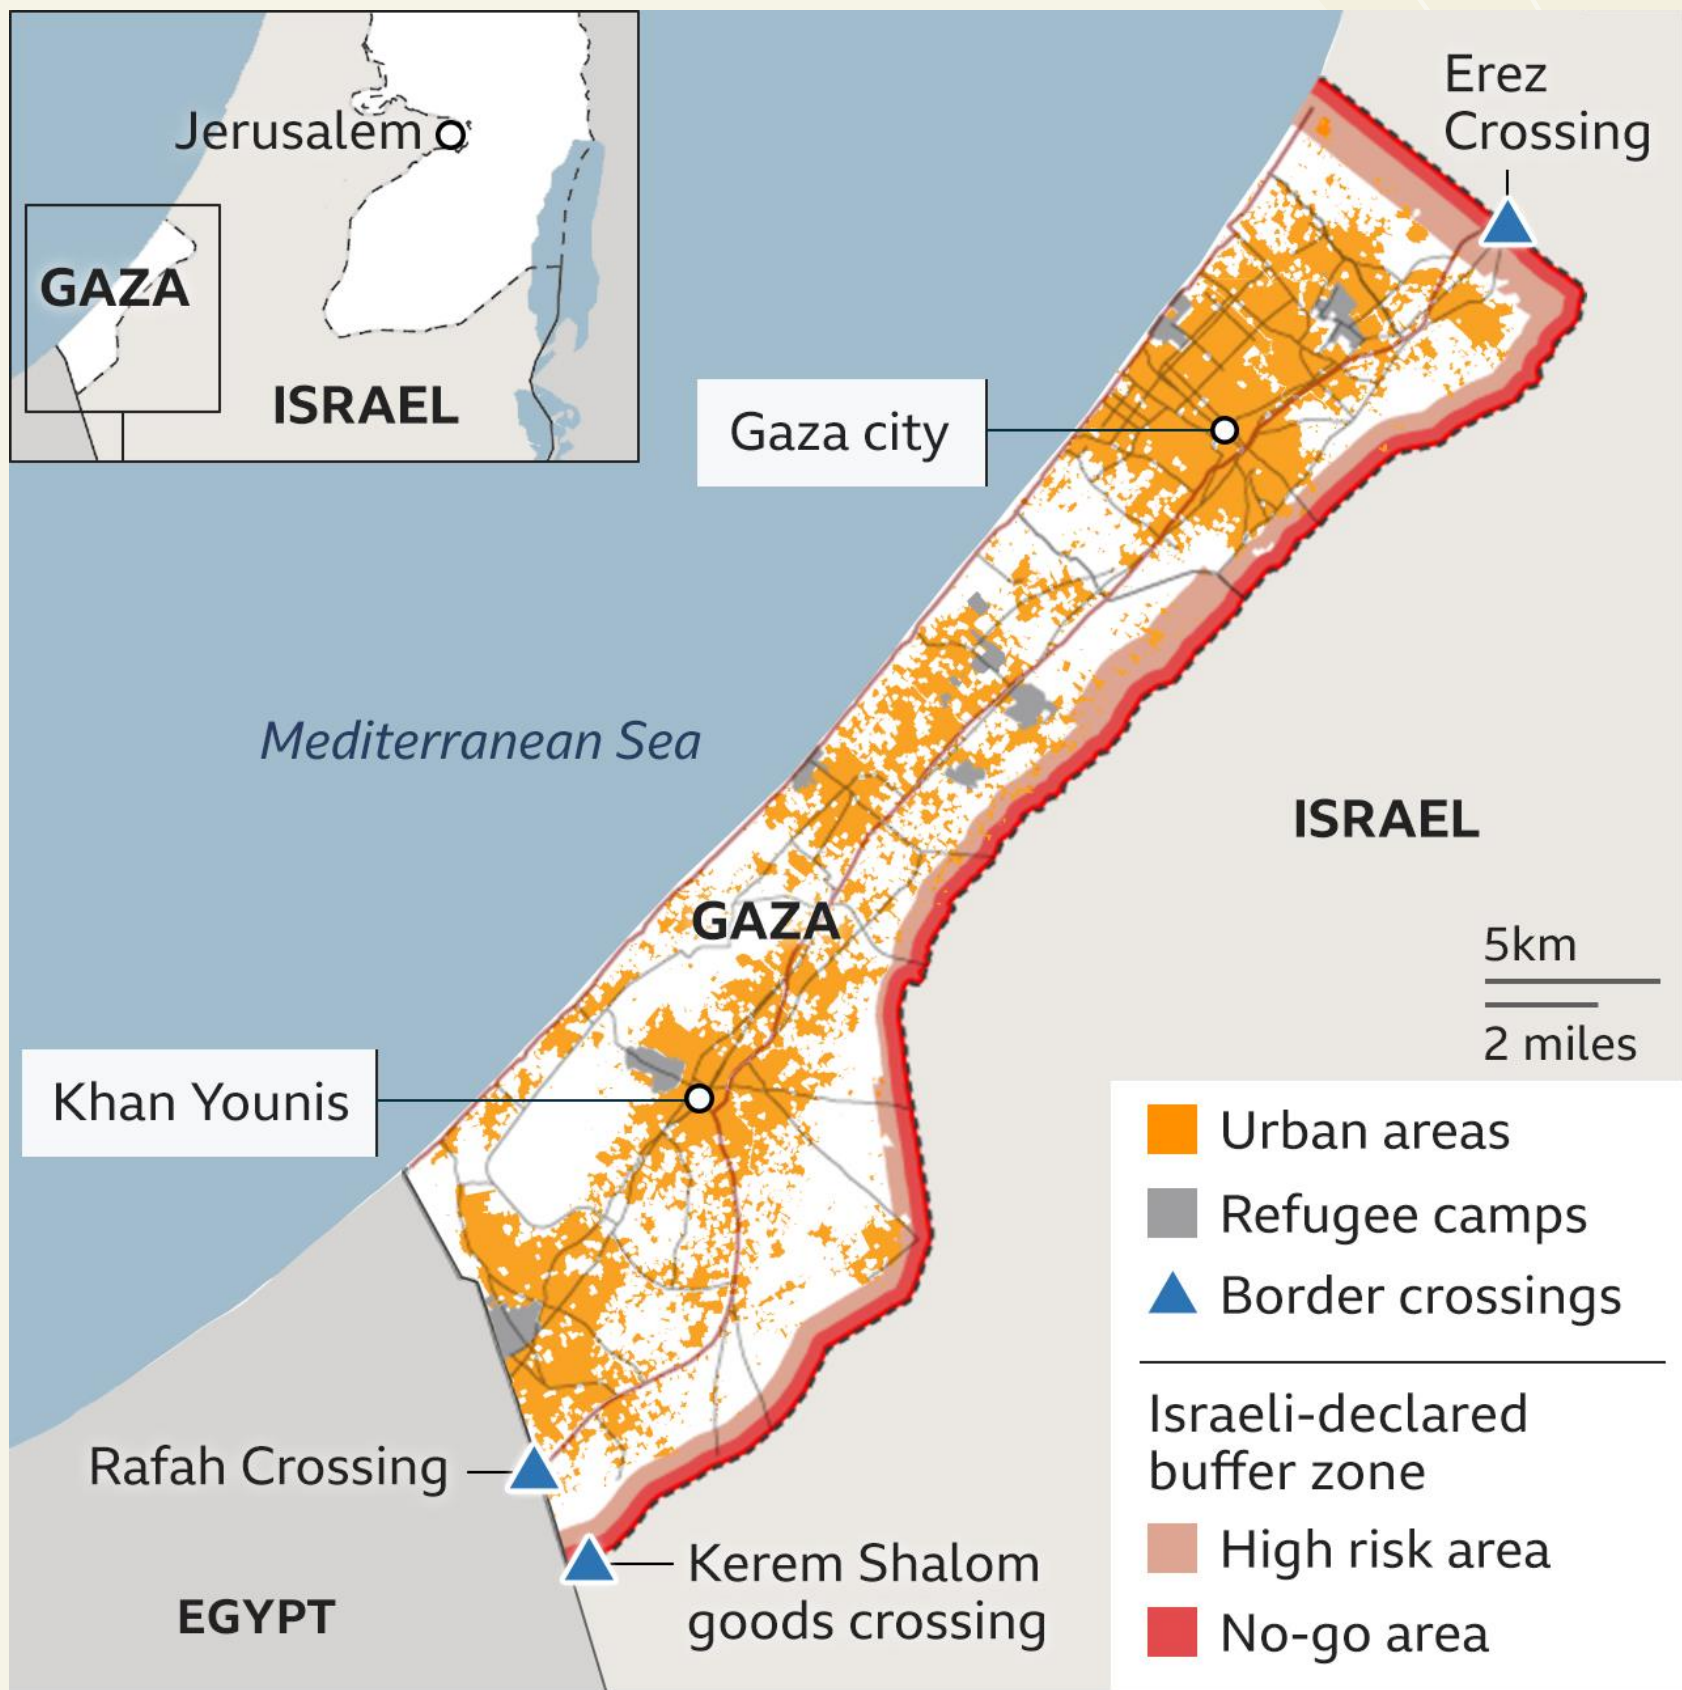 Jerusalem
GAZA
ISRAEL
Erez
Crossing
Gaza city
Mediterranean Sea
ISRAEL
GAZA
5km
2 miles
Khan Younis
Urban areas
Refugee camps
Border crossings
Israeli-declared
buffer zone
High risk area
No-go area
Rafah Crossing
Kerem Shalom
goods crossing
EGYPT